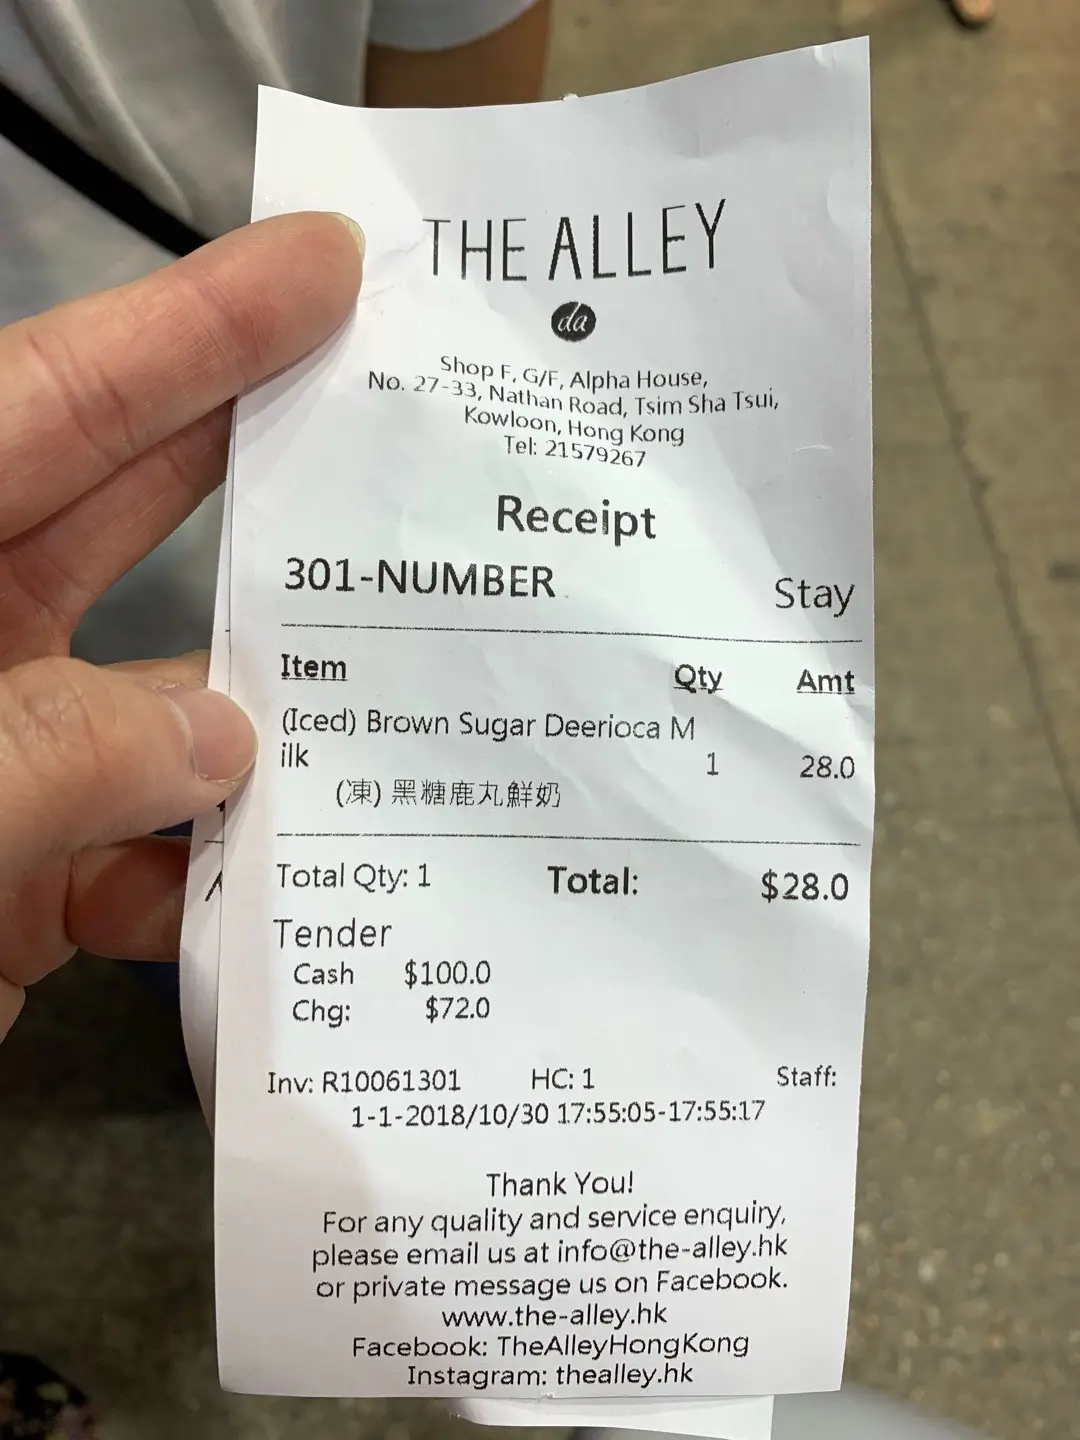 THE ALLEY
da
Shop F, G/F, Alpha House,
No. 27-33, Nathan Road, Tsim Sha Tsui,
Kowloon, Hong Kong
Tel: 21579267
Receipt
301-NUMBER Stay
Item Qty Amt
(Iced) Brown Sugar Deerioca M
ilk 1 28.0
(凍) 黑糖鹿丸鮮奶
Total Qty: 1 Total: $28.0
Tender
Cash $100.0
Chg: $72.0
Inv: R10061301 HC: 1 Staff:
1-1-2018/10/30 17:55:05-17:55:17
Thank You!
For any quality and service enquiry,
please email us at info@the-alley.hk
or private message us on Facebook.
www.the-alley.hk
Facebook: TheAlleyHongKong
Instagram: thealley.hk